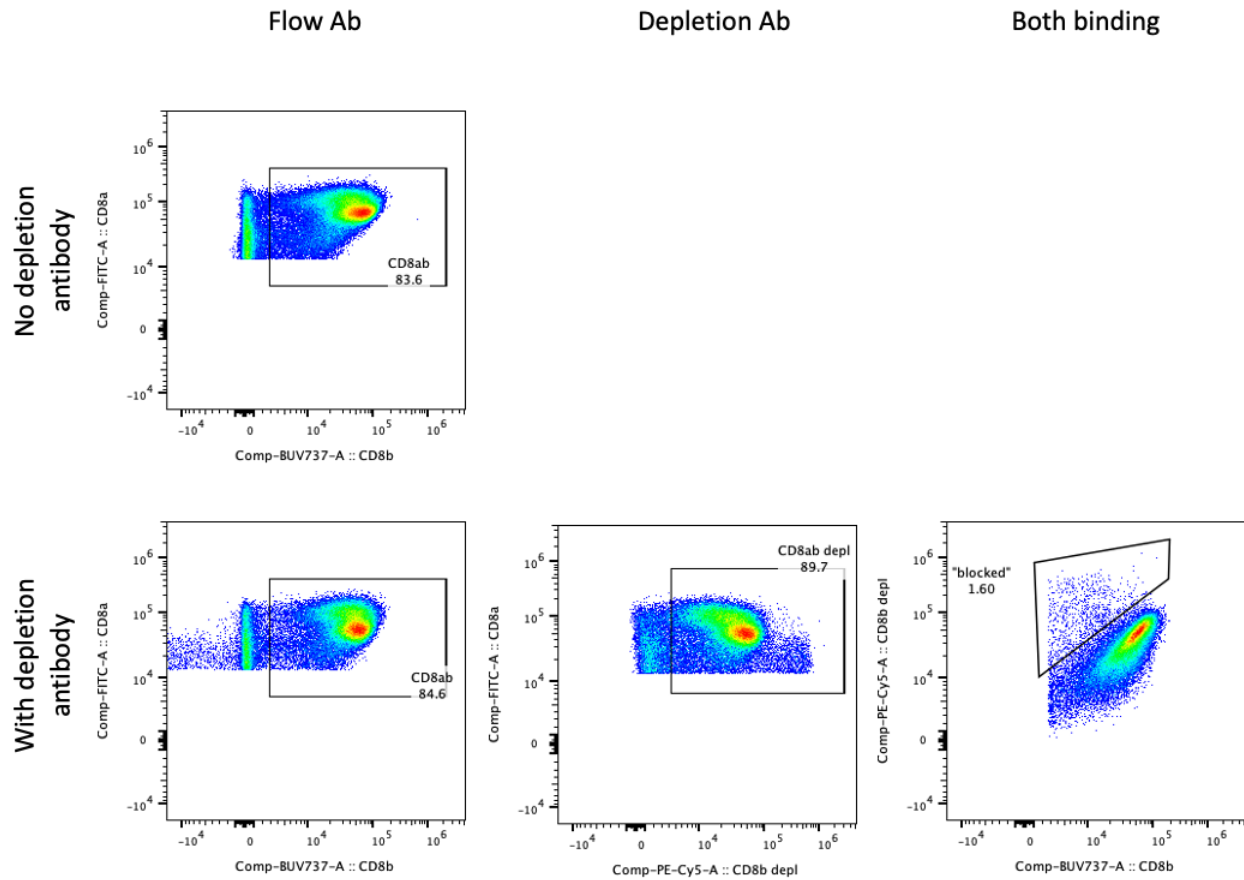 Flow Ab
Depletion Ab
Both binding
No depletion
antibody
10^6
10^5
10^4
0
-10^4
Comp-FITC-A :: CD8a
CD8ab
83.6
-10^4
0
10^4
10^5
10^6
Comp-BUV737-A :: CD8b
With depletion
antibody
10^6
10^5
10^4
0
-10^4
Comp-FITC-A :: CD8a
CD8ab
84.6
-10^4
0
10^4
10^5
10^6
Comp-BUV737-A :: CD8b
10^6
10^5
10^4
0
-10^4
Comp-FITC-A :: CD8a
CD8ab depl
89.7
-10^4
0
10^4
10^5
10^6
Comp-PE-Cy5-A :: CD8b depl
10^6
10^5
10^4
0
-10^4
Comp-PE-Cy5-A :: CD8b depl
"blocked"
1.60
-10^4
0
10^4
10^5
10^6
Comp-BUV737-A :: CD8b